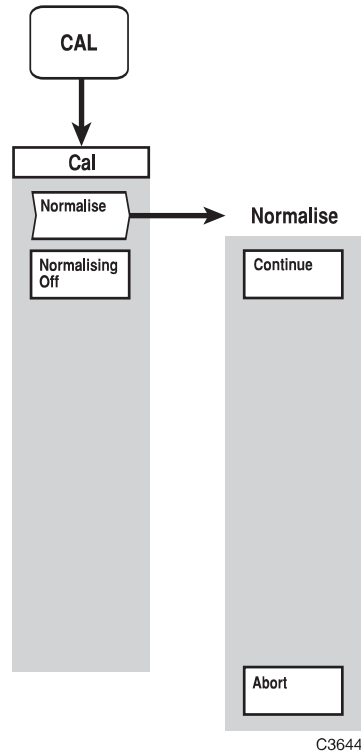 CAL
Cal
Normalise
Normalising
Off
Normalise
Continue
Abort
C3644